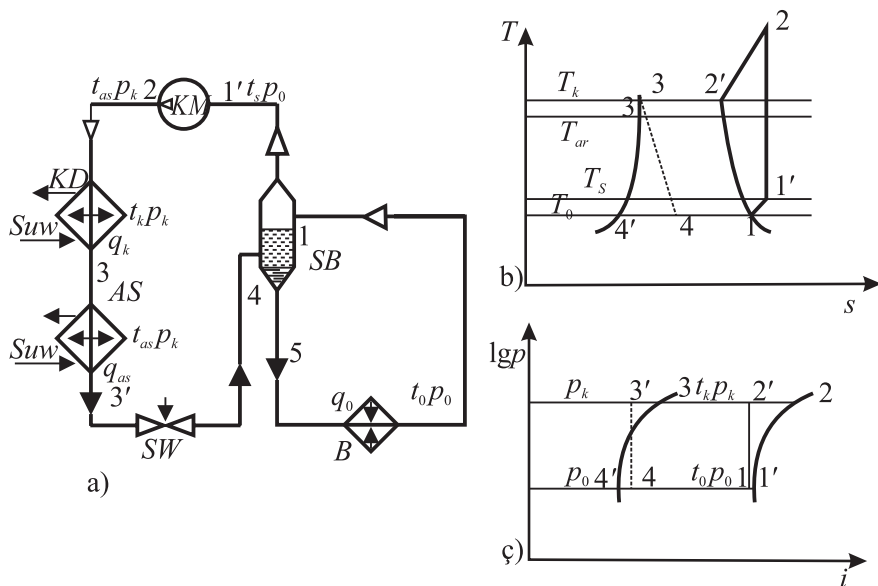 t_as p_k 2 KM 1′ t_s p_0
KD
Suw
t_k p_k
q_k
3
AS
Suw
t_as p_k
q_as
3′
SW
1
SB
4
5
q_0
t_0 p_0
B
a)
T
2
T_k
3
2′
3
T_ar
T_S
1′
T_0
4′
4
1
b)
s
lgp
p_k
3′
3
t_k p_k
2′
2
p_0
4′
4
t_0 p_0
1
1′
ç)
i